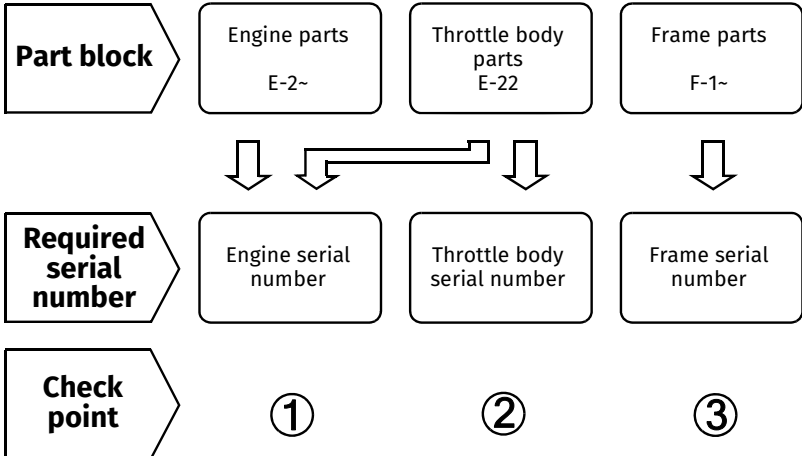 Part block
Engine parts
E-2~
Throttle body
parts
E-22
Frame parts
F-1~
Required
serial
number
Engine serial
number
Throttle body
serial number
Frame serial
number
Check
point
①
②
③